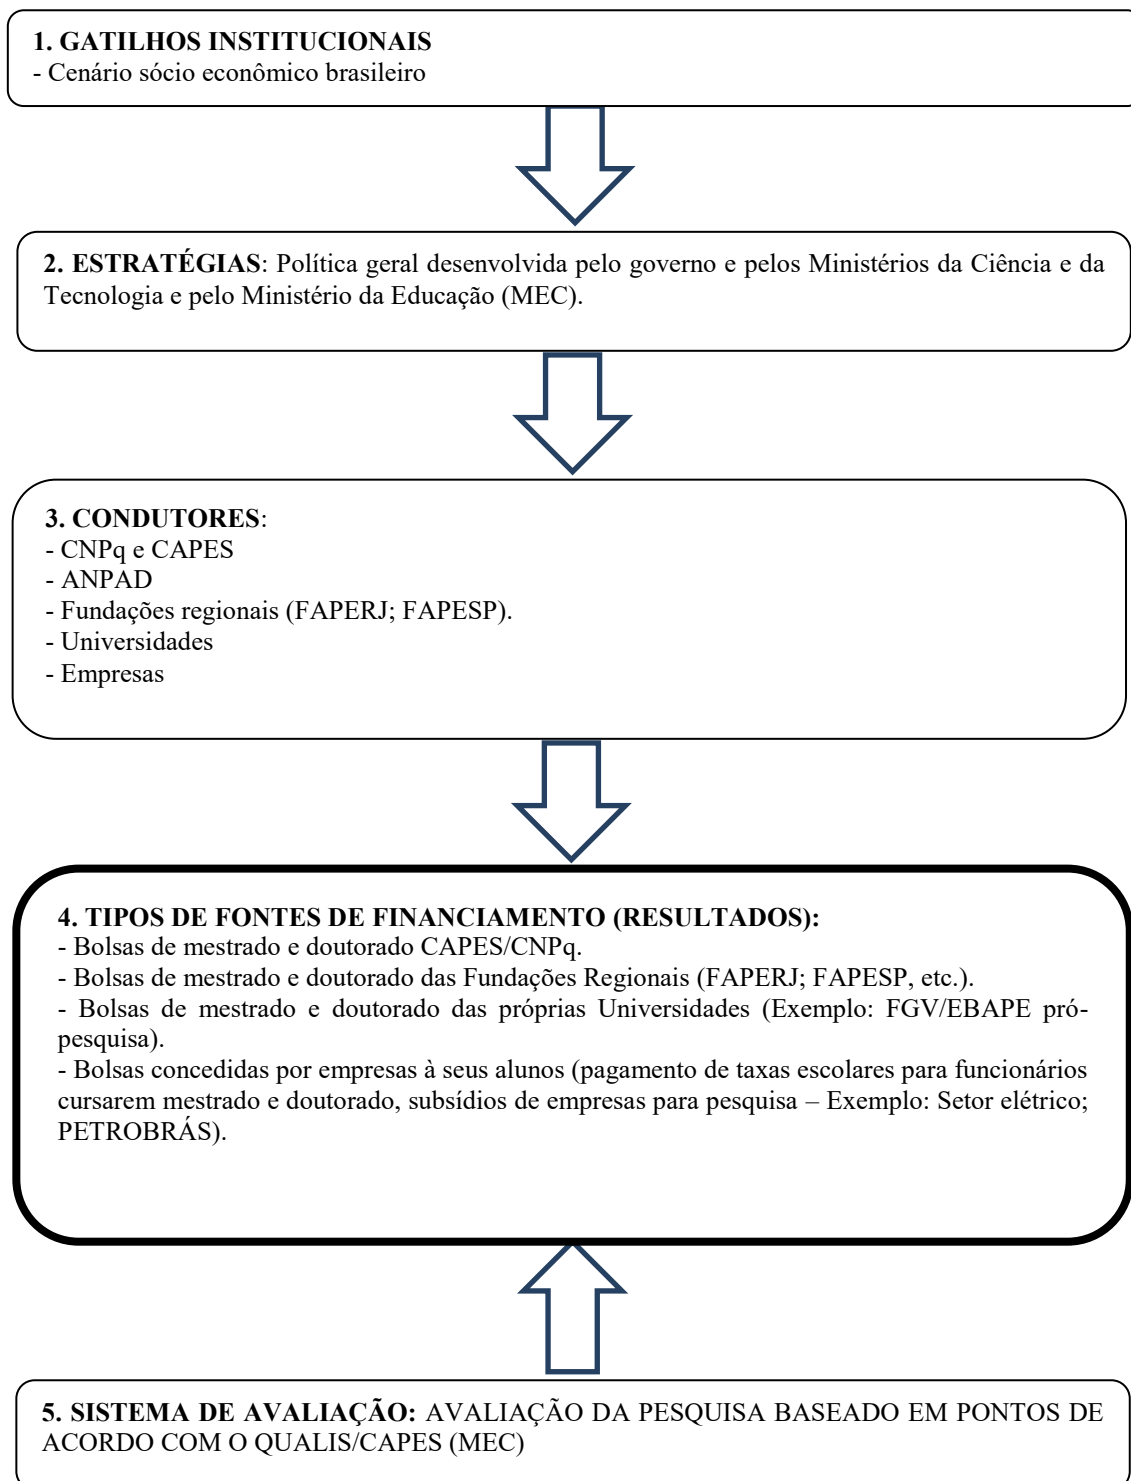 1. GATILHOS INSTITUCIONAIS
- Cenário sócio econômico brasileiro
2. ESTRATÉGIAS: Política geral desenvolvida pelo governo e pelos Ministérios da Ciência e da
Tecnologia e pelo Ministério da Educação (MEC).
3. CONDUTORES:
- CNPq e CAPES
- ANPAD
- Fundações regionais (FAPERJ; FAPESP).
- Universidades
- Empresas
4. TIPOS DE FONTES DE FINANCIAMENTO (RESULTADOS):
- Bolsas de mestrado e doutorado CAPES/CNPq.
- Bolsas de mestrado e doutorado das Fundações Regionais (FAPERJ; FAPESP, etc.).
- Bolsas de mestrado e doutorado das próprias Universidades (Exemplo: FGV/EBAPE pró-
pesquisa).
- Bolsas concedidas por empresas à seus alunos (pagamento de taxas escolares para funcionários
cursarem mestrado e doutorado, subsídios de empresas para pesquisa – Exemplo: Setor elétrico;
PETROBRÁS).
5. SISTEMA DE AVALIAÇÃO: AVALIAÇÃO DA PESQUISA BASEADO EM PONTOS DE
ACORDO COM O QUALIS/CAPES (MEC)